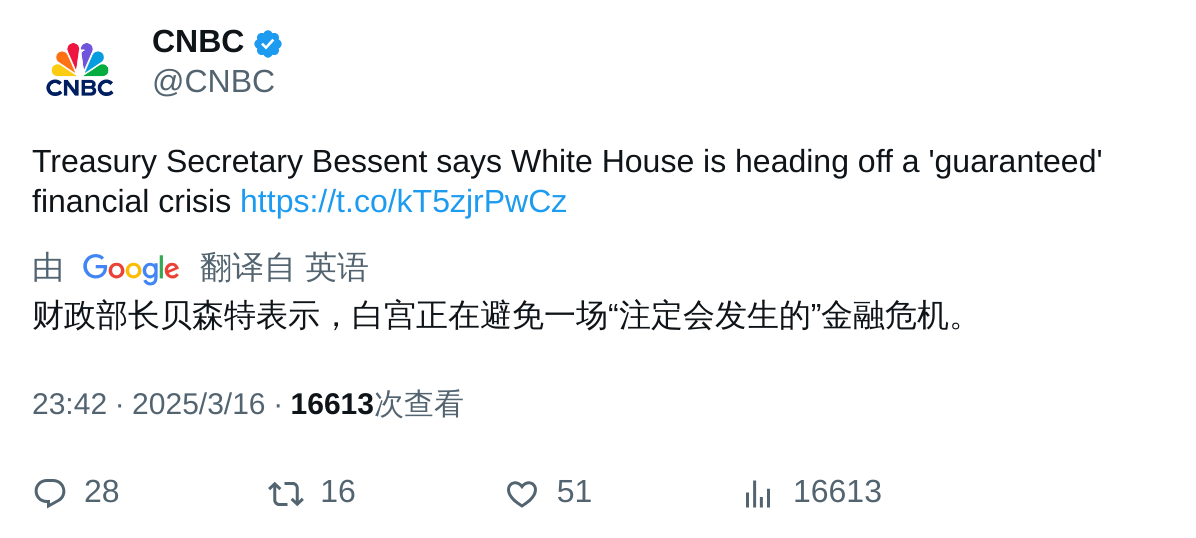 CNBC
CNBC
@CNBC
Treasury Secretary Bessent says White House is heading off a 'guaranteed'
financial crisis https://t.co/kT5zjrPwCz
由 Google 翻译自 英语
财政部长贝森特表示，白宫正在避免一场“注定会发生的”金融危机。
23:42 · 2025/3/16 · 16613次查看
28 16 51 16613